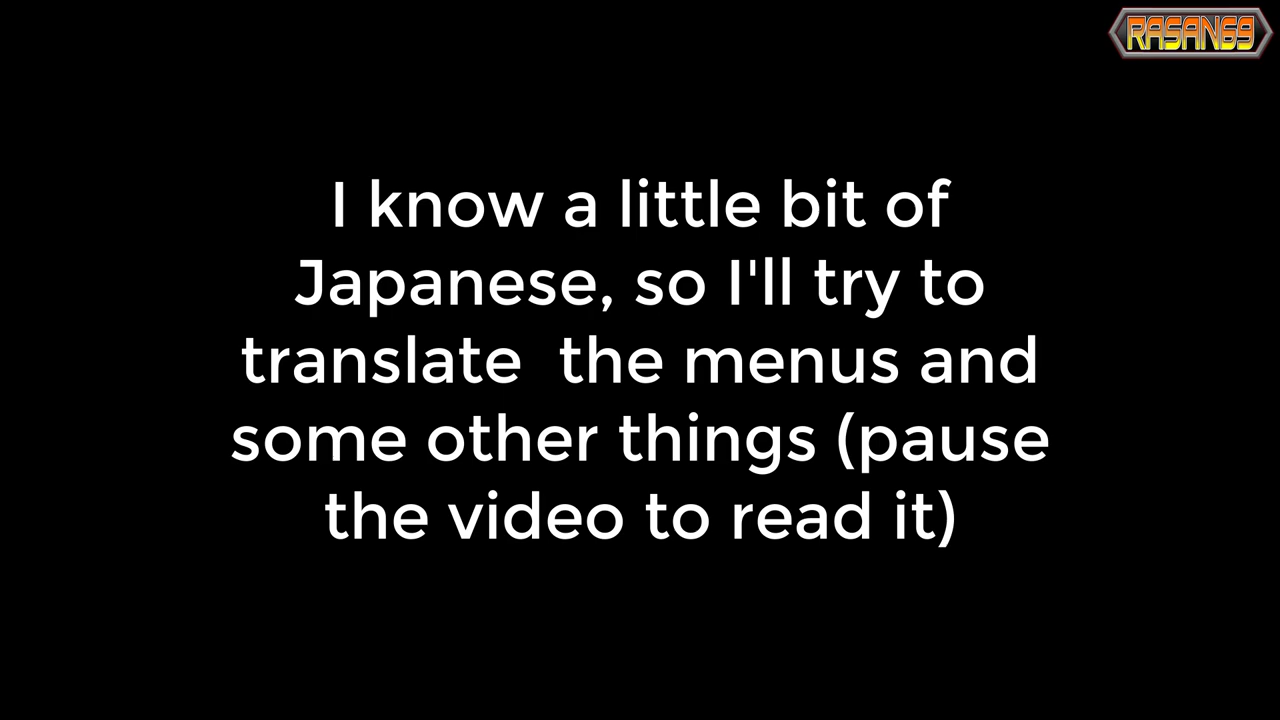 RASAN69
I know a little bit of
Japanese, so I'll try to
translate  the menus and
some other things (pause
the video to read it)